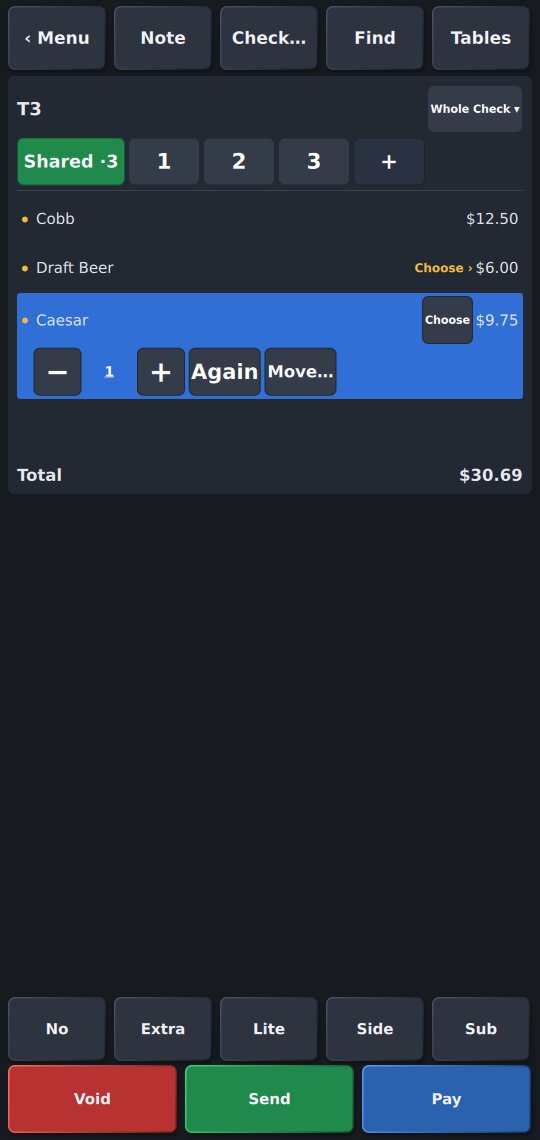 ‹ Menu Note Check... Find Tables
T3 Whole Check ▾
Shared ·3 1 2 3 +
• Cobb $12.50
• Draft Beer Choose › $6.00
• Caesar Choose $9.75
− 1 + Again Move...
Total $30.69
No Extra Lite Side Sub
Void Send Pay